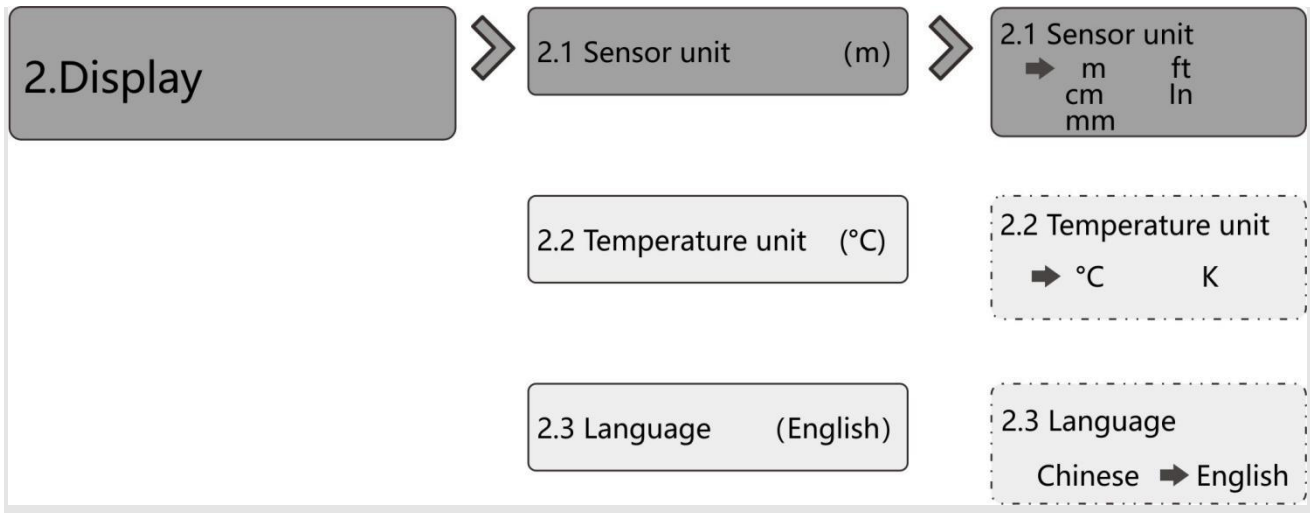 2.Display
2.1 Sensor unit (m)
2.1 Sensor unit
m ft
cm In
mm
2.2 Temperature unit (°C)
2.2 Temperature unit
°C K
2.3 Language (English)
2.3 Language
Chinese English